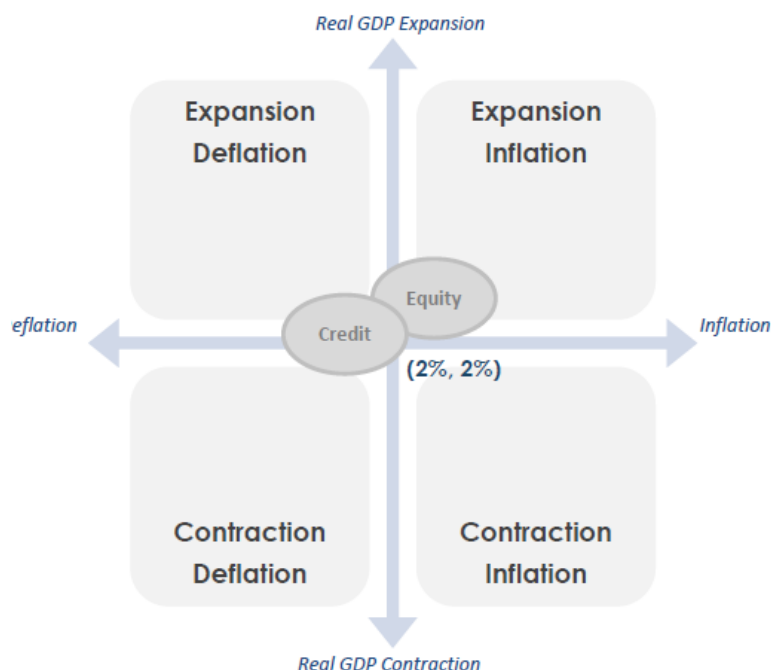 Real GDP Expansion
Expansion
Deflation
Expansion
Inflation
Equity
eflation
Credit
Inflation
(2%, 2%)
Contraction
Deflation
Contraction
Inflation
Real GDP Contraction